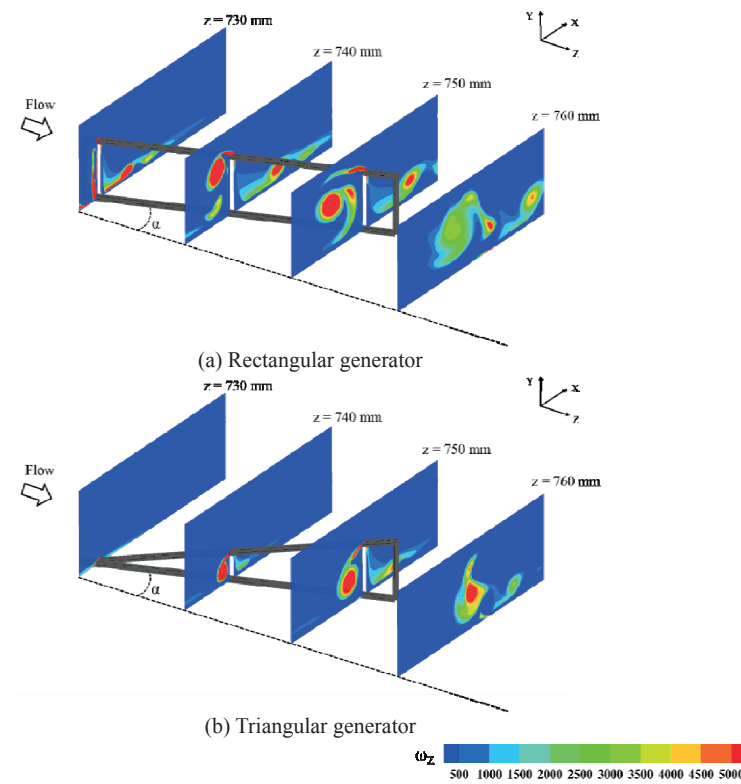 z = 730 mm
Y
X
Z
z = 740 mm
Flow
z = 750 mm
z = 760 mm
α
(a) Rectangular generator
z = 730 mm
Y
X
Z
z = 740 mm
Flow
z = 750 mm
z = 760 mm
α
(b) Triangular generator
ωZ
500 1000 1500 2000 2500 3000 3500 4000 4500 5000